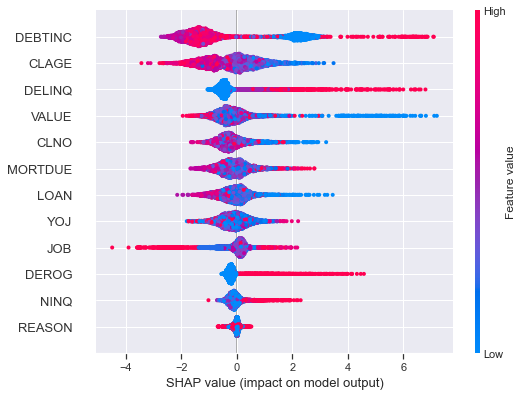 High
DEBTINC
CLAGE
DELINQ
VALUE
CLNO
MORTDUE
LOAN
YOJ
JOB
DEROG
NINQ
REASON
Feature value
Low
−4 −2 0 2 4 6
SHAP value (impact on model output)